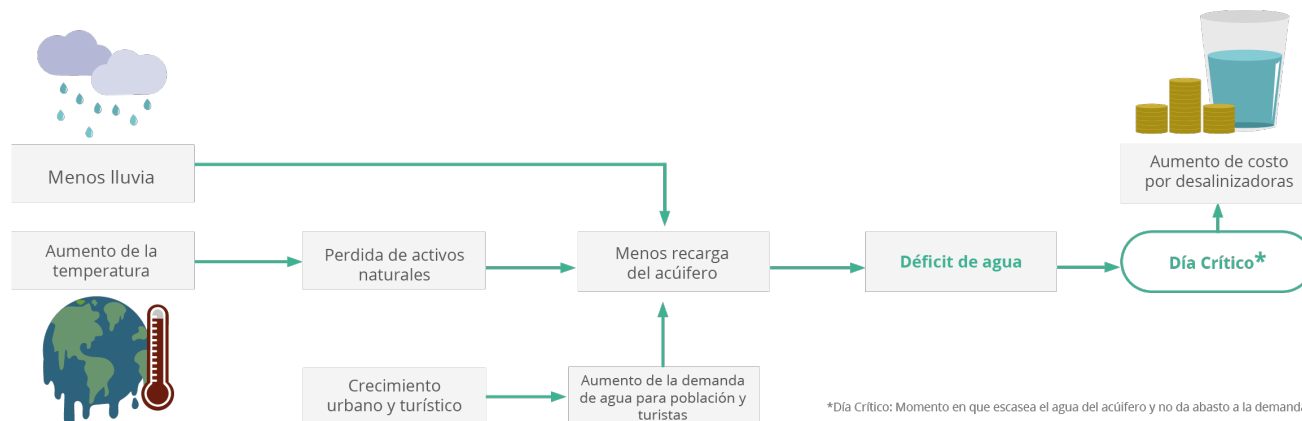 Menos lluvia
Aumento de la
temperatura
Perdida de activos
naturales
Crecimiento
urbano y turístico
Aumento de la demanda
de agua para población y
turistas
Menos recarga
del acúifero
Déficit de agua
Día Crítico*
Aumento de costo
por desalinizadoras
*Día Crítico: Momento en que escasea el agua del acúifero y no da abasto a la demanda